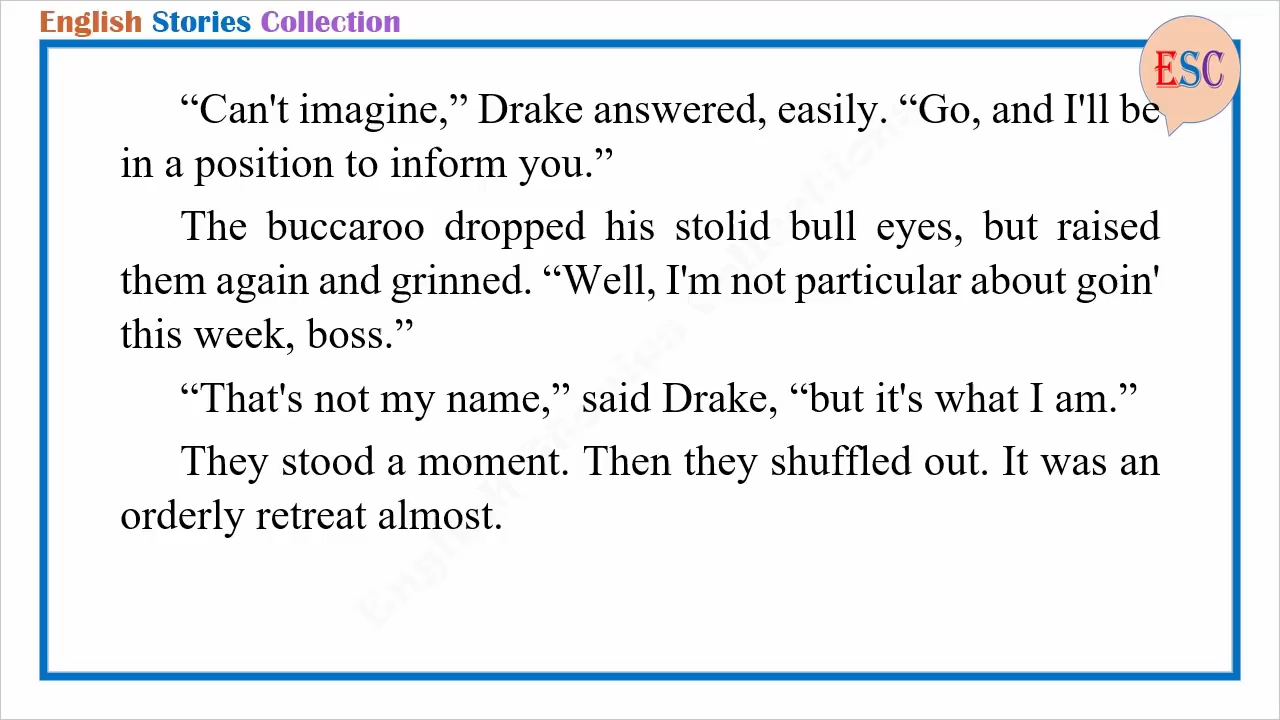 English Stories Collection
ESC
“Can't imagine,” Drake answered, easily. “Go, and I'll be
in a position to inform you.”
The buccaroo dropped his stolid bull eyes, but raised
them again and grinned. “Well, I'm not particular about goin'
this week, boss.”
“That's not my name,” said Drake, “but it's what I am.”
They stood a moment. Then they shuffled out. It was an
orderly retreat almost.